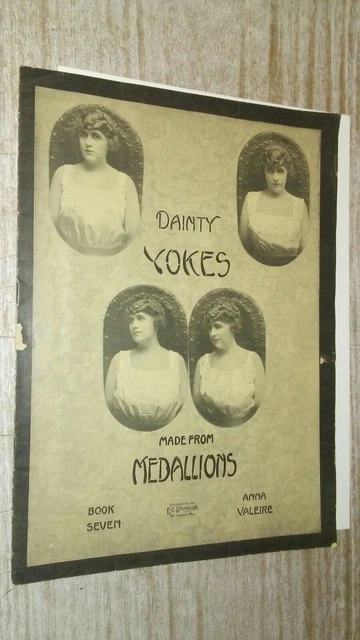 DAINTY
YOKES
MADE FROM
MEDALLIONS
BOOK
SEVEN
ANNA
VALEIRE